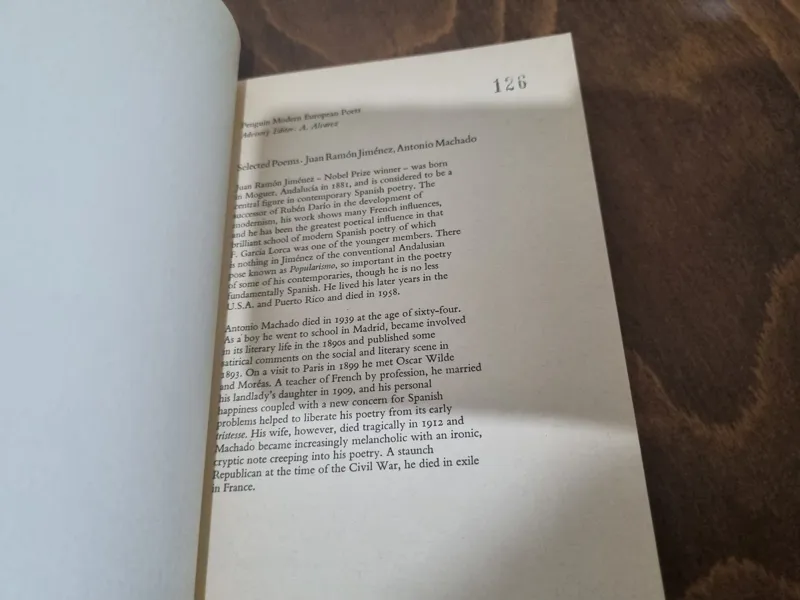 126
Penguin Modern European Poets
Advisory Editor: A. Alvarez
Selected Poems · Juan Ramón Jiménez, Antonio Machado
Juan Ramón Jiménez – Nobel Prize winner – was born
in Moguer, Andalucía in 1881, and is considered to be a
central figure in contemporary Spanish poetry. The
successor of Rubén Darío in the development of
modernism, his work shows many French influences,
and he has been the greatest poetical influence in that
brilliant school of modern Spanish poetry of which
F. García Lorca was one of the younger members. There
is nothing in Jiménez of the conventional Andalusian
pose known as Popularismo, so important in the poetry
of some of his contemporaries, though he is no less
fundamentally Spanish. He lived his later years in the
U.S.A. and Puerto Rico and died in 1958.
Antonio Machado died in 1939 at the age of sixty-four.
As a boy he went to school in Madrid, became involved
in its literary life in the 1890s and published some
satirical comments on the social and literary scene in
1893. On a visit to Paris in 1899 he met Oscar Wilde
and Moréas. A teacher of French by profession, he married
his landlady's daughter in 1909, and his personal
happiness coupled with a new concern for Spanish
problems helped to liberate his poetry from its early
tristesse. His wife, however, died tragically in 1912 and
Machado became increasingly melancholic with an ironic,
cryptic note creeping into his poetry. A staunch
Republican at the time of the Civil War, he died in exile
in France.